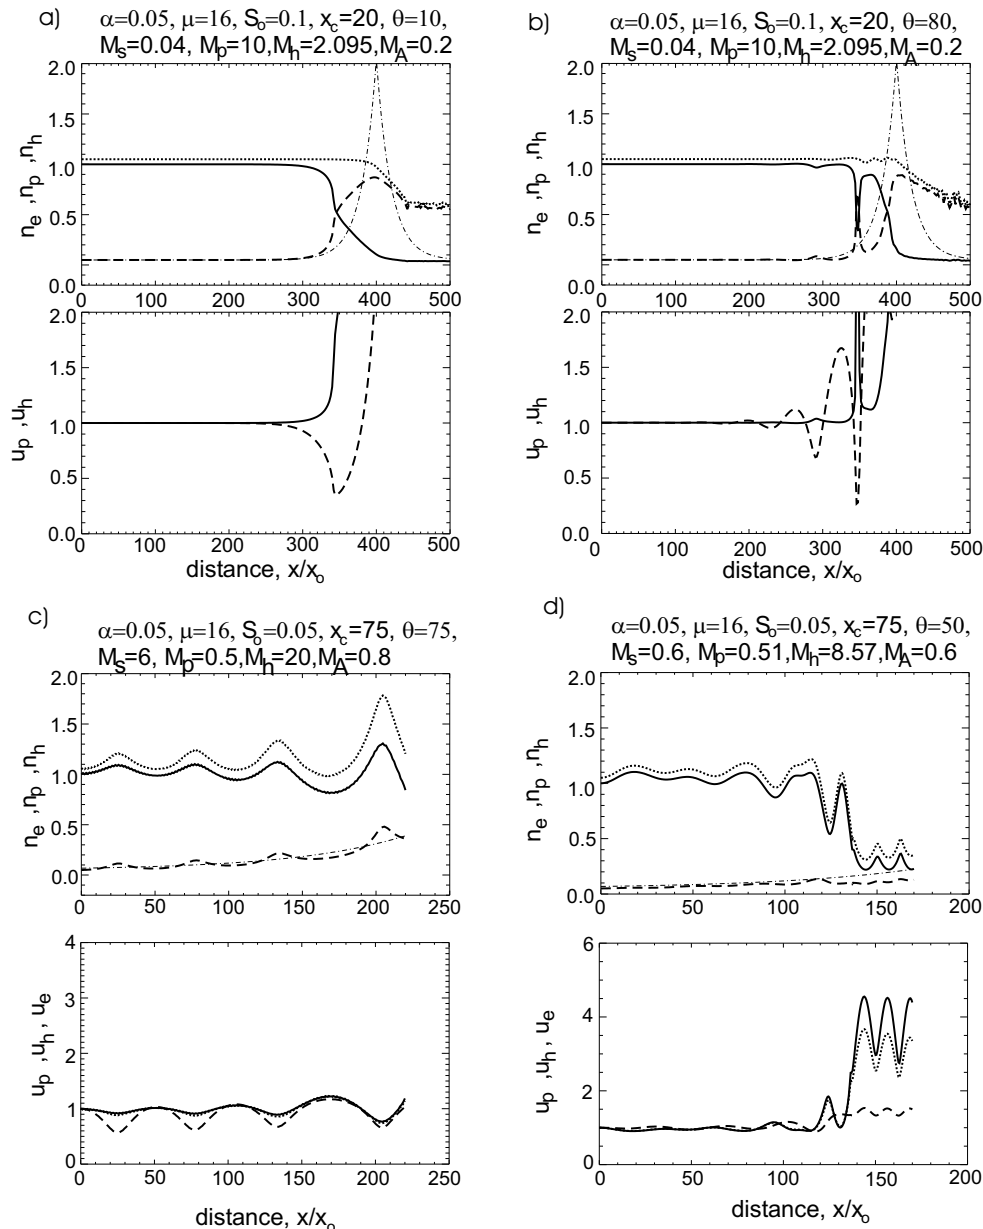 a)
α=0.05, μ=16, S_o=0.1, x_c=20, θ=10,
M_s=0.04, M_p=10,M_h=2.095,M_A=0.2
2.0
1.5
1.0
0.5
0.0
n_e ,n_p ,n_h
0 100 200 300 400 500
2.0
1.5
1.0
0.5
0.0
u_p ,u_h
0 100 200 300 400 500
distance, x/x_o
b)
α=0.05, μ=16, S_o=0.1, x_c=20, θ=80,
M_s=0.04, M_p=10,M_h=2.095,M_A=0.2
2.0
1.5
1.0
0.5
0.0
n_e ,n_p ,n_h
0 100 200 300 400 500
2.0
1.5
1.0
0.5
0.0
u_p ,u_h
0 100 200 300 400 500
distance, x/x_o
c)
α=0.05, μ=16, S_o=0.05, x_c=75, θ=75,
M_s=6, M_p=0.5,M_h=20,M_A=0.8
2.0
1.5
1.0
0.5
0.0
n_e ,n_p ,n_h
0 50 100 150 200 250
4
3
2
1
0
u_p ,u_h , u_e
0 50 100 150 200 250
distance, x/x_o
d)
α=0.05, μ=16, S_o=0.05, x_c=75, θ=50,
M_s=0.6, M_p=0.51,M_h=8.57,M_A=0.6
2.0
1.5
1.0
0.5
0.0
n_e ,n_p ,n_h
0 50 100 150 200
6
4
2
0
u_p ,u_h, u_e
0 50 100 150 200
distance, x/x_o